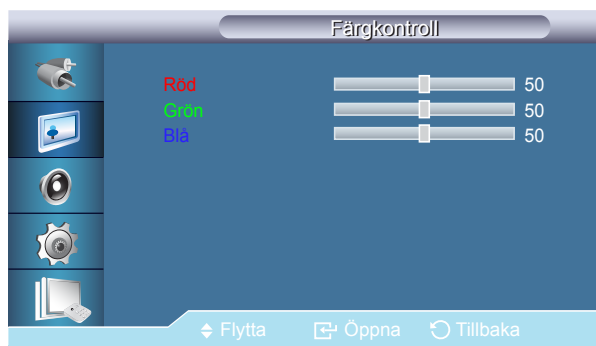 Färgkontroll
Röd 50
Grön 50
Blå 50
Flytta Öppna Tillbaka